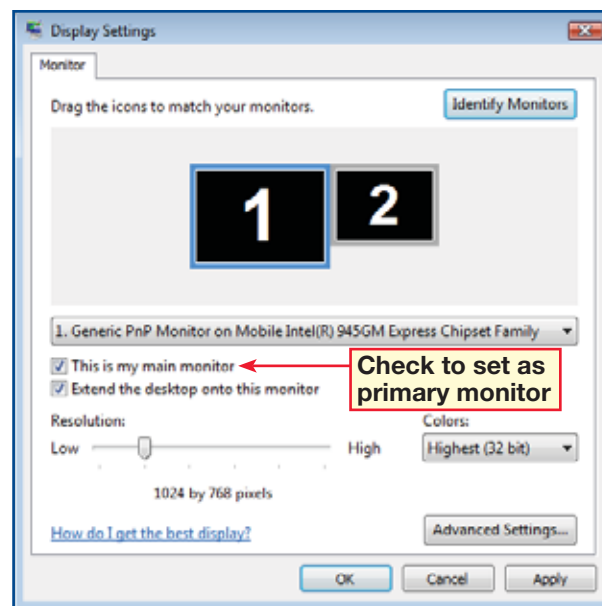 Display Settings
Monitor
Drag the icons to match your monitors.
Identify Monitors
1
2
1. Generic PnP Monitor on Mobile Intel(R) 945GM Express Chipset Family
This is my main monitor
Check to set as
primary monitor
Extend the desktop onto this monitor
Resolution:
Colors:
Low
High
Highest (32 bit)
1024 by 768 pixels
How do I get the best display?
Advanced Settings...
OK
Cancel
Apply